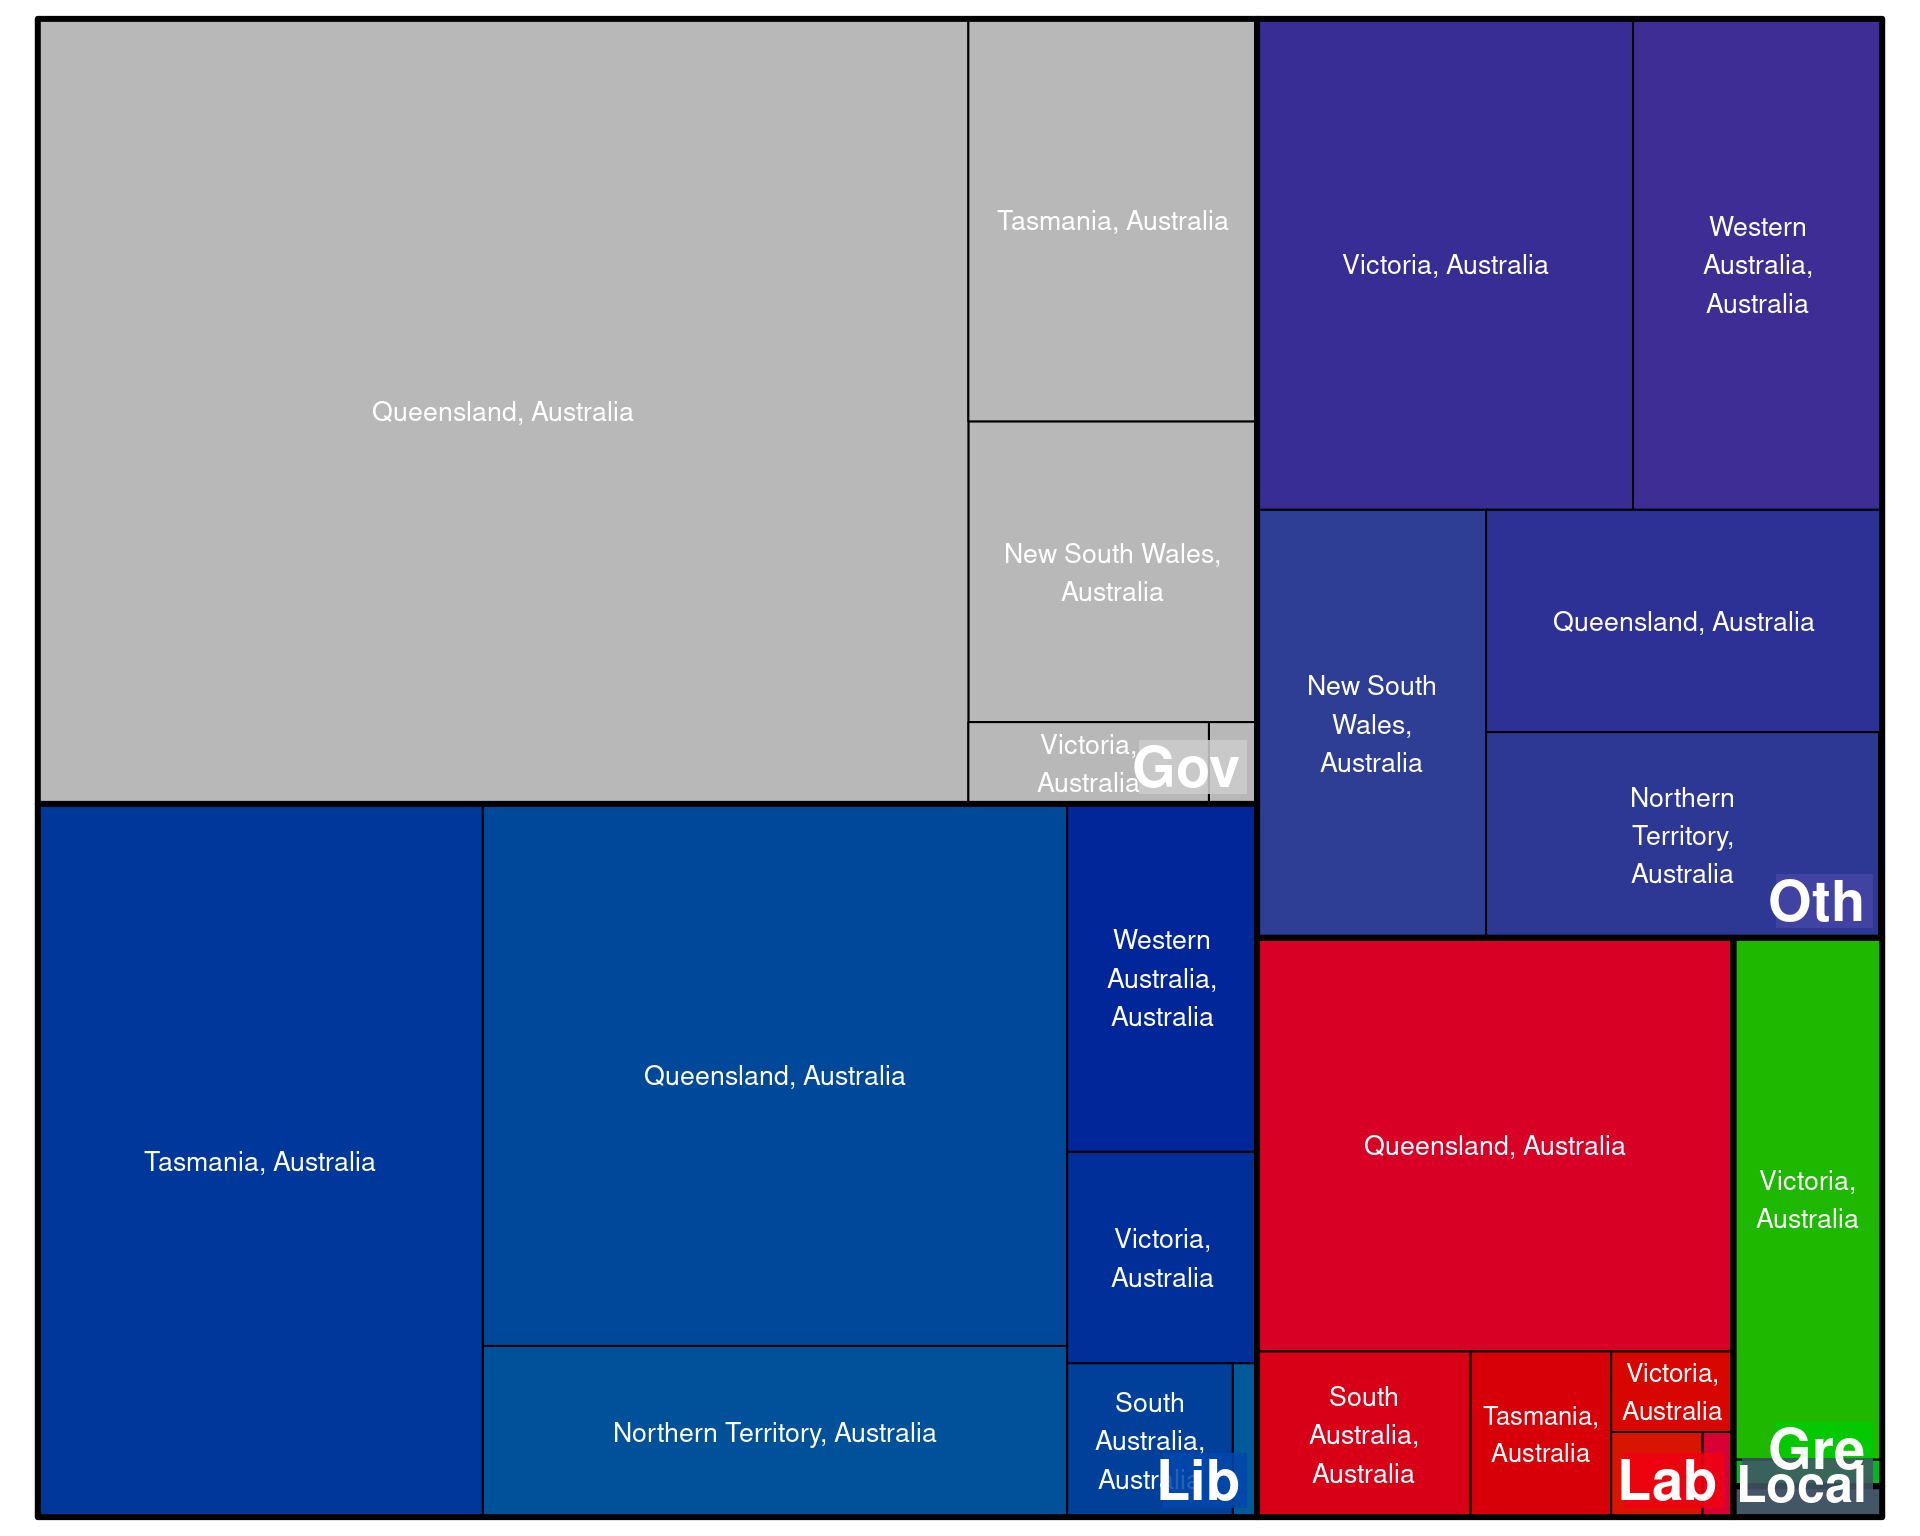 Queensland, Australia
Tasmania, Australia
New South Wales,
Australia
Victoria,
Australia
Gov
Victoria, Australia
Western
Australia,
Australia
New South
Wales,
Australia
Queensland, Australia
Northern
Territory,
Australia
Oth
Tasmania, Australia
Queensland, Australia
Northern Territory, Australia
Western
Australia,
Australia
Victoria,
Australia
South
Australia,
Australia
Lib
Queensland, Australia
South
Australia,
Australia
Tasmania,
Australia
Victoria,
Australia
Lab
Victoria,
Australia
Gre
Local